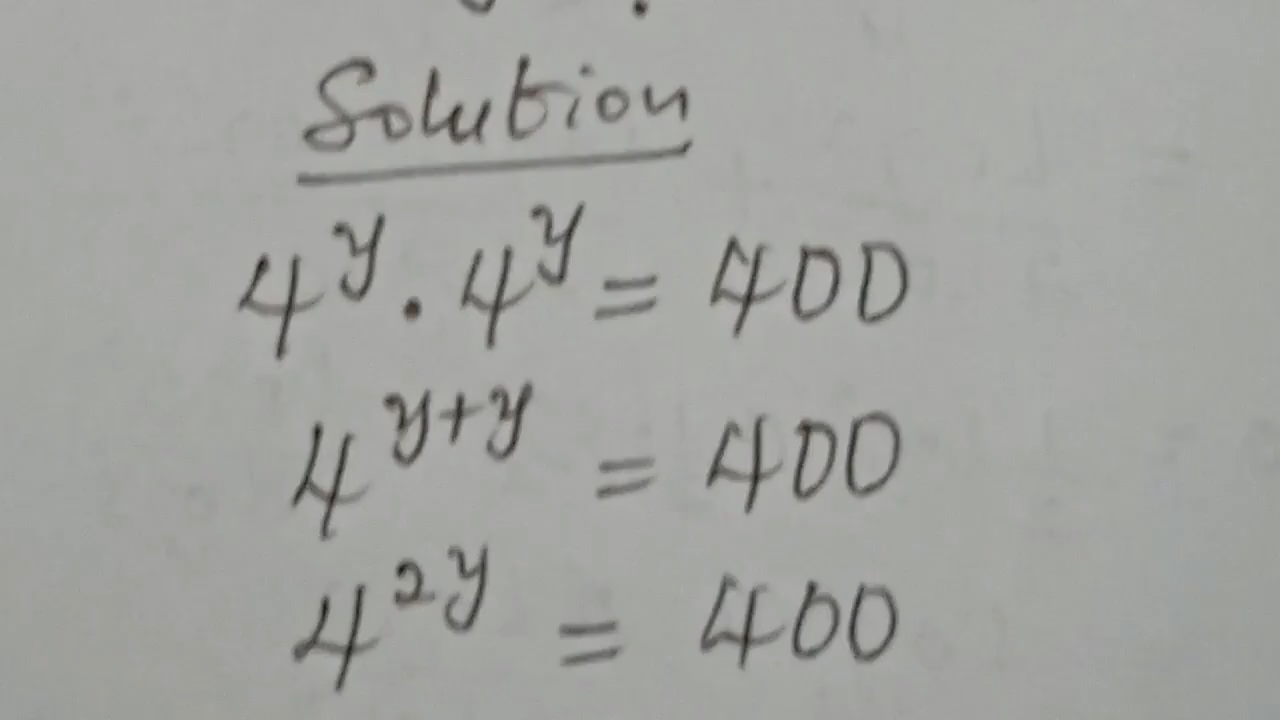 Solution
4^y . 4^y = 400
4^{y+y} = 400
4^{2y} = 400